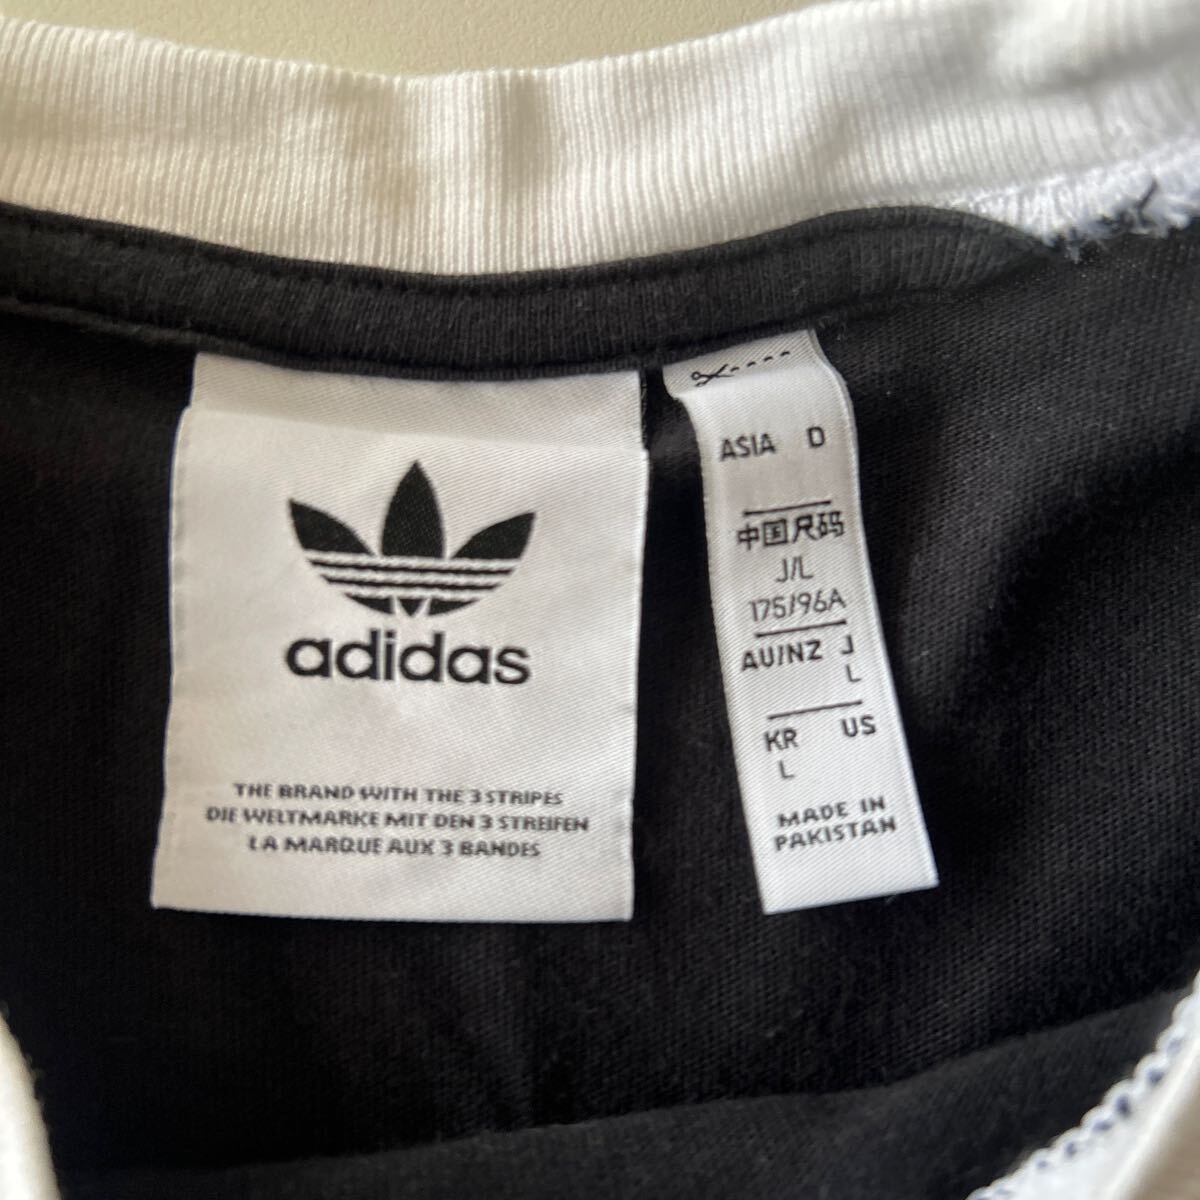 adidas
THE BRAND WITH THE 3 STRIPES
DIE WELTMARKE MIT DEN 3 STREIFEN
LA MARQUE AUX 3 BANDES
ASIA D
中国尺码
J/L
175/96A
AU/NZ J
L
KR US
L
MADE IN
PAKISTAN